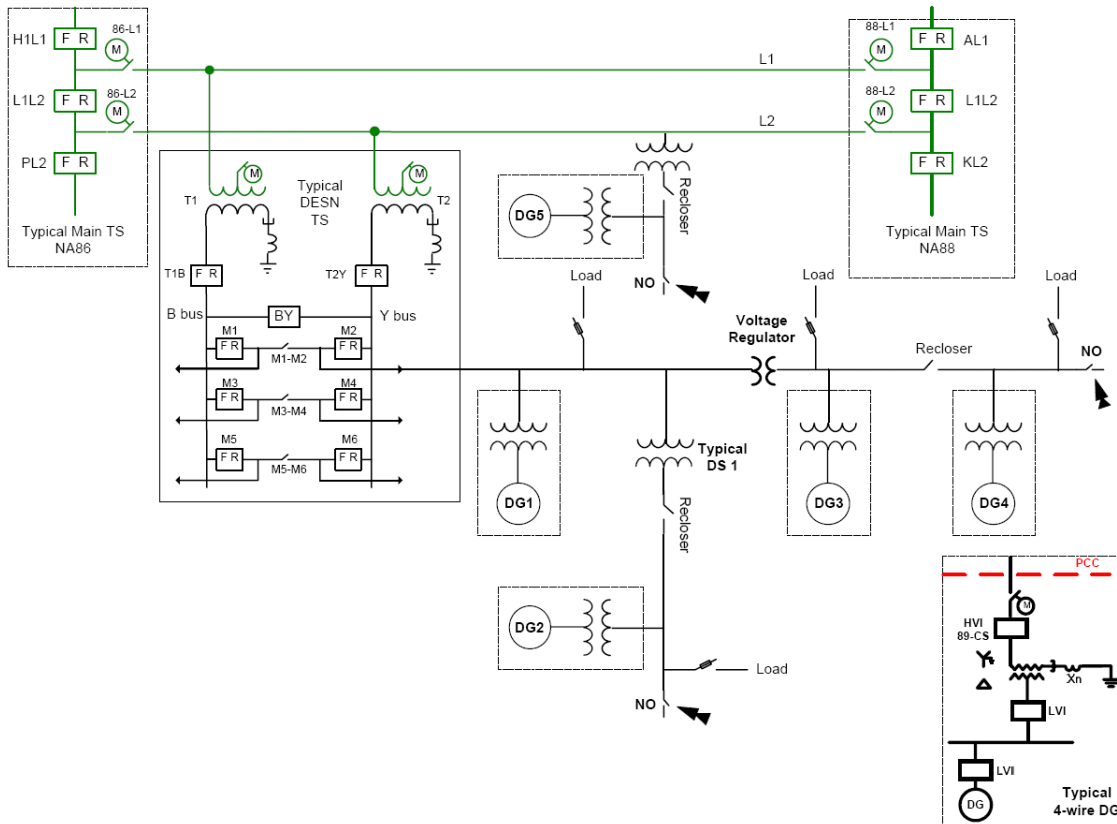 H1L1
F R
86-L1
M
L1L2
F R
86-L2
M
PL2
F R
Typical Main TS
NA86
L1
L2
88-L1
M
F R
AL1
88-L2
M
F R
L1L2
F R
KL2
Typical Main TS
NA88
T1
M
Typical
DESN
TS
M
T2
T1B
F R
T2Y
F R
B bus
BY
Y bus
M1
F R
M1-M2
M2
F R
M3
F R
M3-M4
M4
F R
M5
F R
M5-M6
M6
F R
DG5
Recloser
NO
Load
Voltage
Regulator
Load
Recloser
Load
NO
DG1
Typical
DS 1
Recloser
DG3
DG4
DG2
Load
NO
PCC
M
HVI
89-CS
Xn
LVI
LVII
DG
Typical
4-wire DG